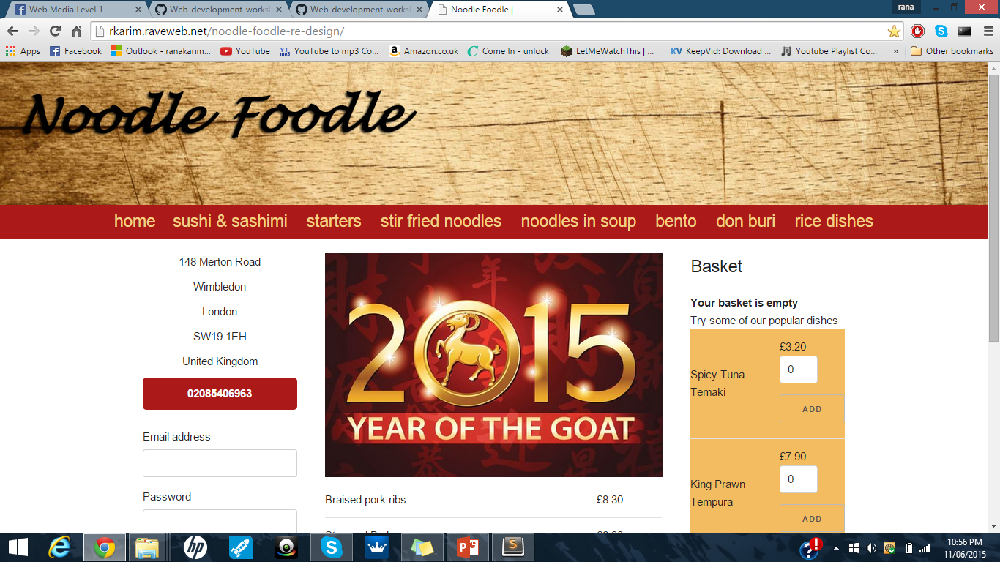 Web Media Level 1
Web-development-works
Web-development-works
Noodle Foodle |
rana
rkarim.raveweb.net/noodle-foodle-re-design/
Apps
Facebook
Outlook - ranakarim...
YouTube
YouTube to mp3 Co...
Amazon.co.uk
Come In - unlock
LetMeWatchThis | ...
KeepVid: Download ...
Youtube Playlist Co...
»
Other bookmarks
Noodle Foodle
home sushi & sashimi starters stir fried noodles noodles in soup bento don buri rice dishes
148 Merton Road
Wimbledon
London
SW19 1EH
United Kingdom
02085406963
Email address
Password
2015
YEAR OF THE GOAT
Braised pork ribs £8.30
Basket
Your basket is empty
Try some of our popular dishes
Spicy Tuna
Temaki
£3.20
0
ADD
King Prawn
Tempura
£7.90
0
ADD
10:56 PM
11/06/2015